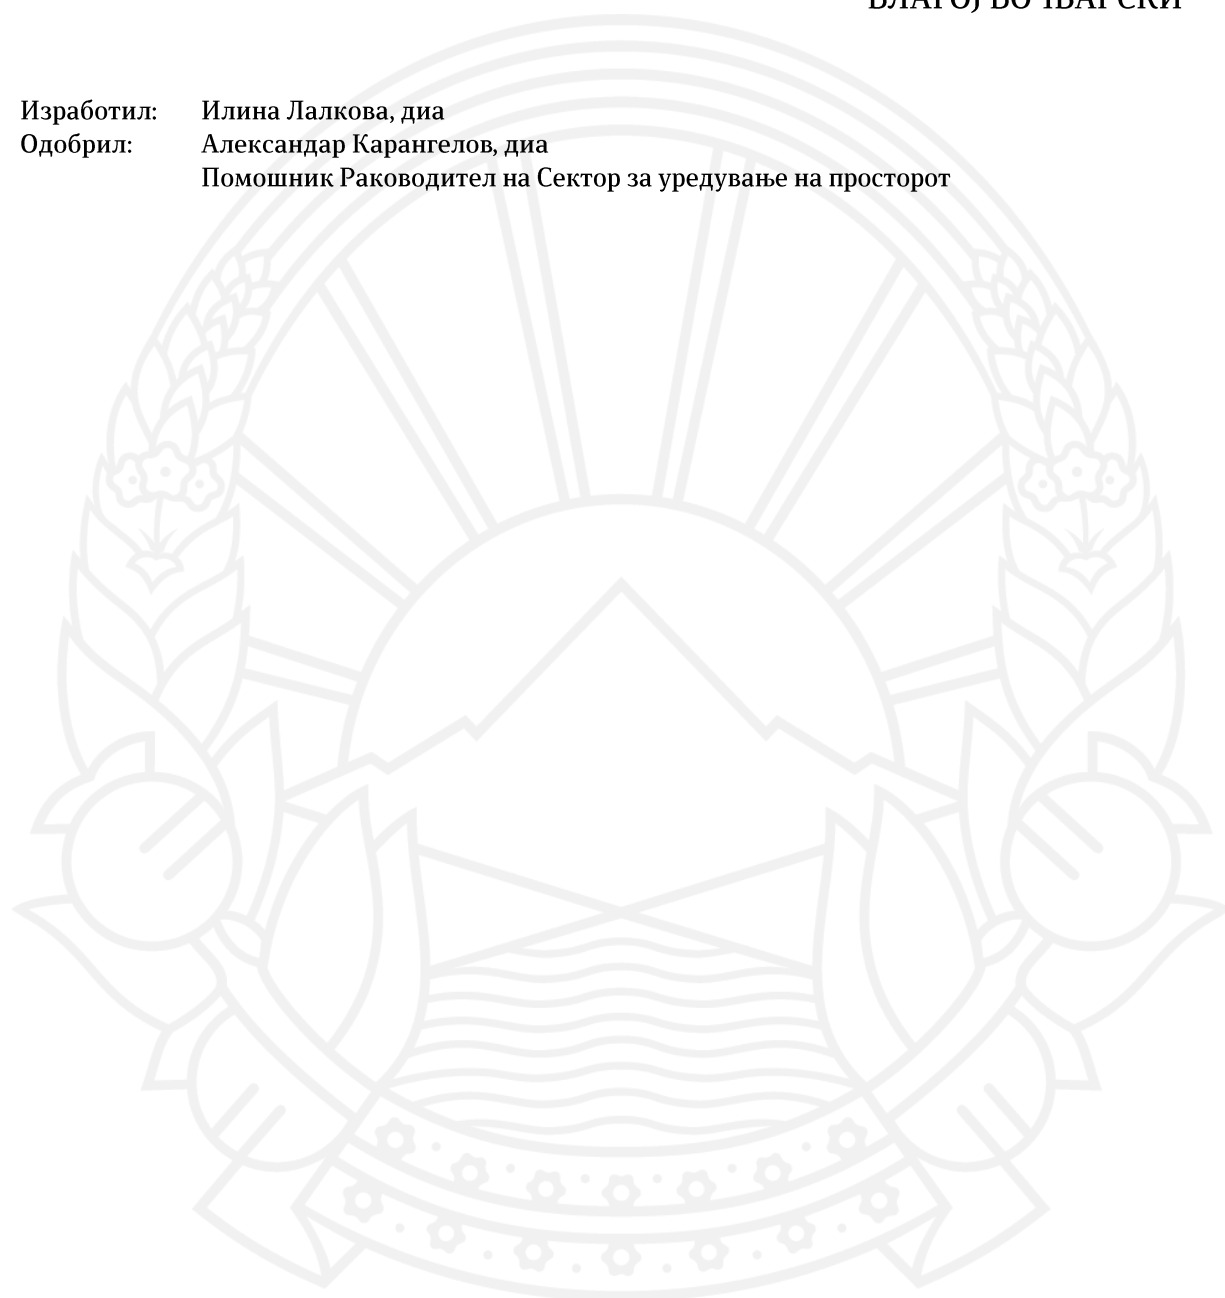 БЛАГОЈ БОЧВАРСКИ
Изработил: Илина Лалкова, диа
Одобрил: Александар Карангелов, диа
Помошник Раководител на Сектор за уредување на просторот